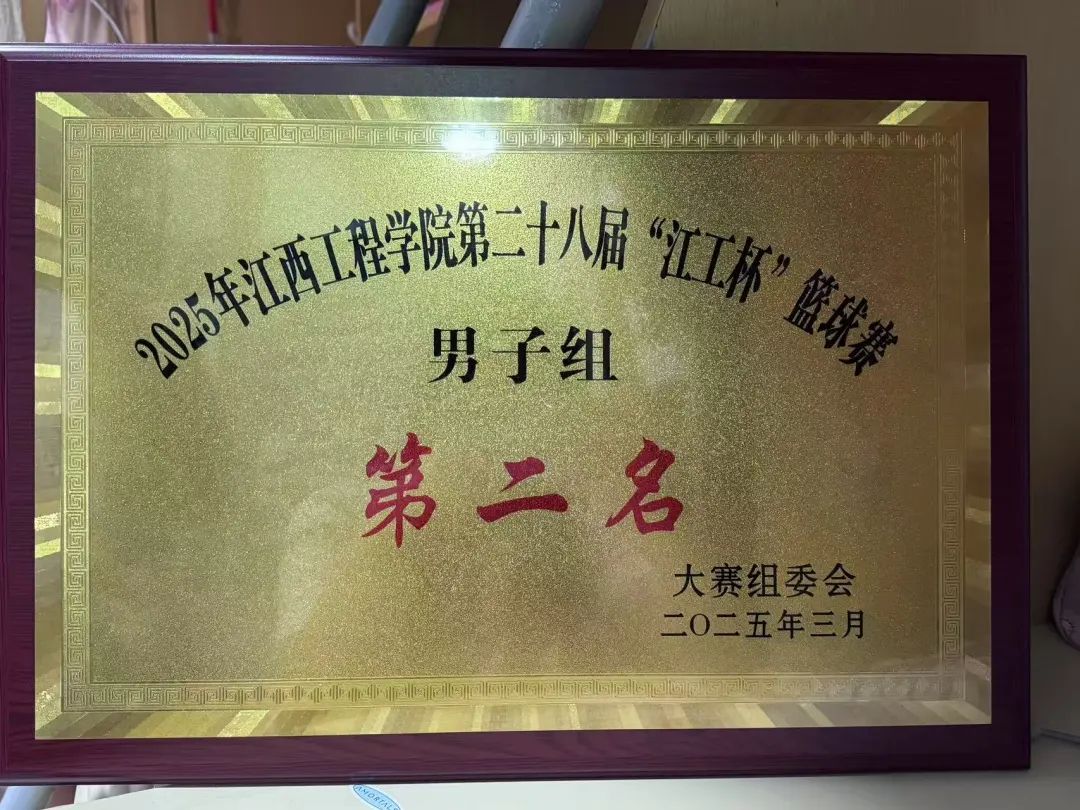 2025年江西工程学院第二十八届“江工杯”篮球赛
男子组
第二名
大赛组委会
二〇二五年三月